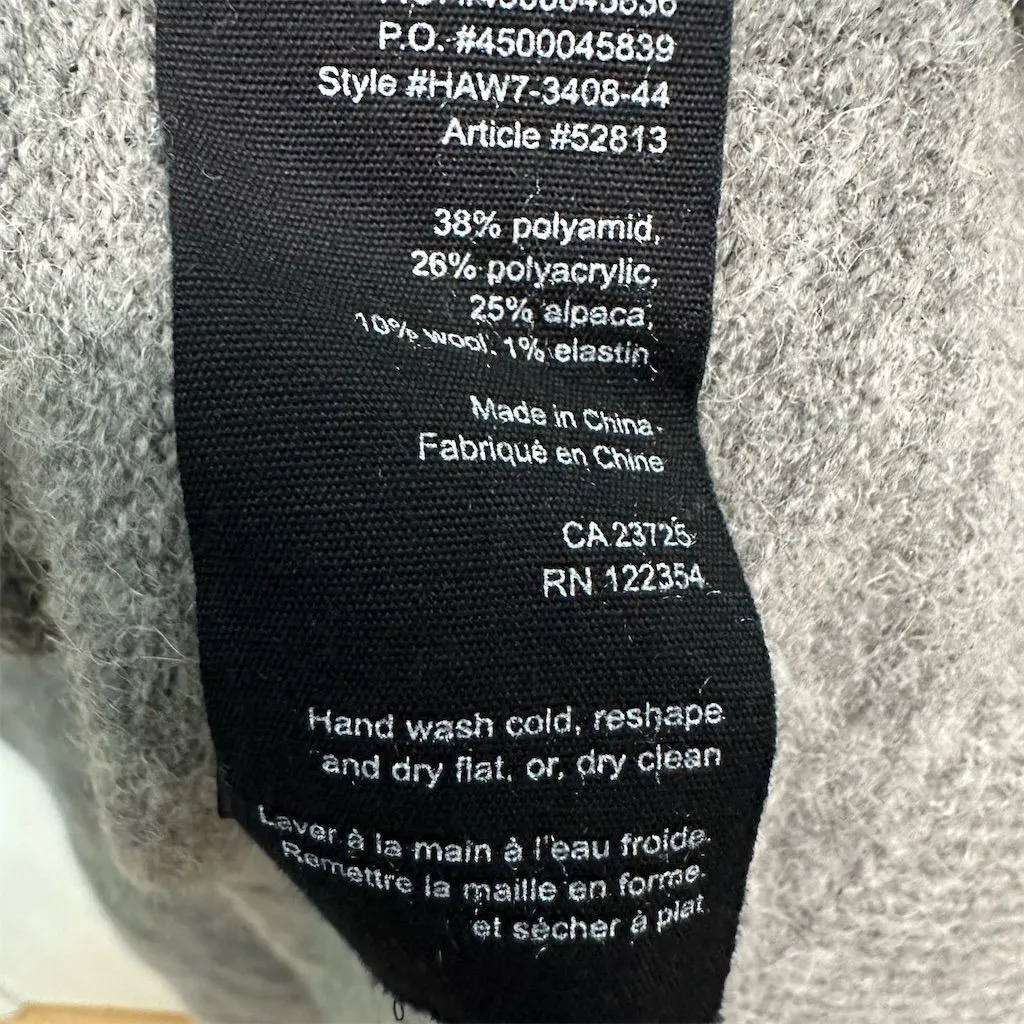 P.O. #4500045839
Style #HAW7-3408-44
Article #52813
38% polyamid,
26% polyacrylic,
25% alpaca,
10% wool, 1% elastin
Made in China-
Fabriqué en Chine
CA 23725
RN 122354
Hand wash cold, reshape
and dry flat, or, dry clean
Laver à la main à l'eau froide.
Remettre la maille en forme.
et sécher à plat.